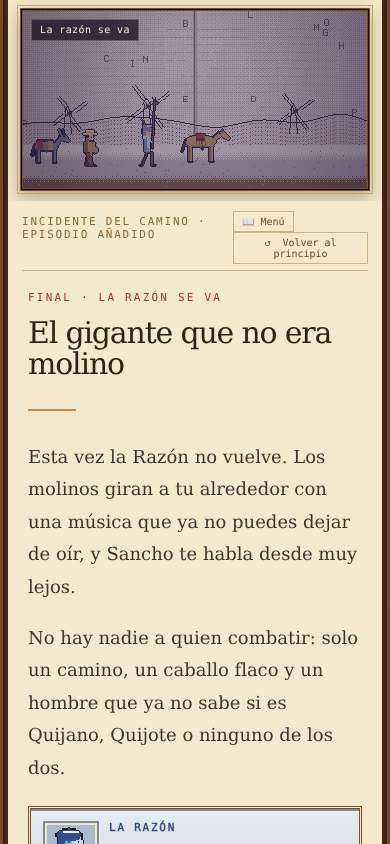 La razón se va
B
L
M O
G
H
C
I N
E
D
P
INCIDENTE DEL CAMINO ·
EPISODIO AÑADIDO
📖 Menú
↺ Volver al
principio
FINAL · LA RAZÓN SE VA
El gigante que no era
molino
Esta vez la Razón no vuelve. Los
molinos giran a tu alrededor con
una música que ya no puedes dejar
de oír, y Sancho te habla desde muy
lejos.
No hay nadie a quien combatir: solo
un camino, un caballo flaco y un
hombre que ya no sabe si es
Quijano, Quijote o ninguno de los
dos.
LA RAZÓN